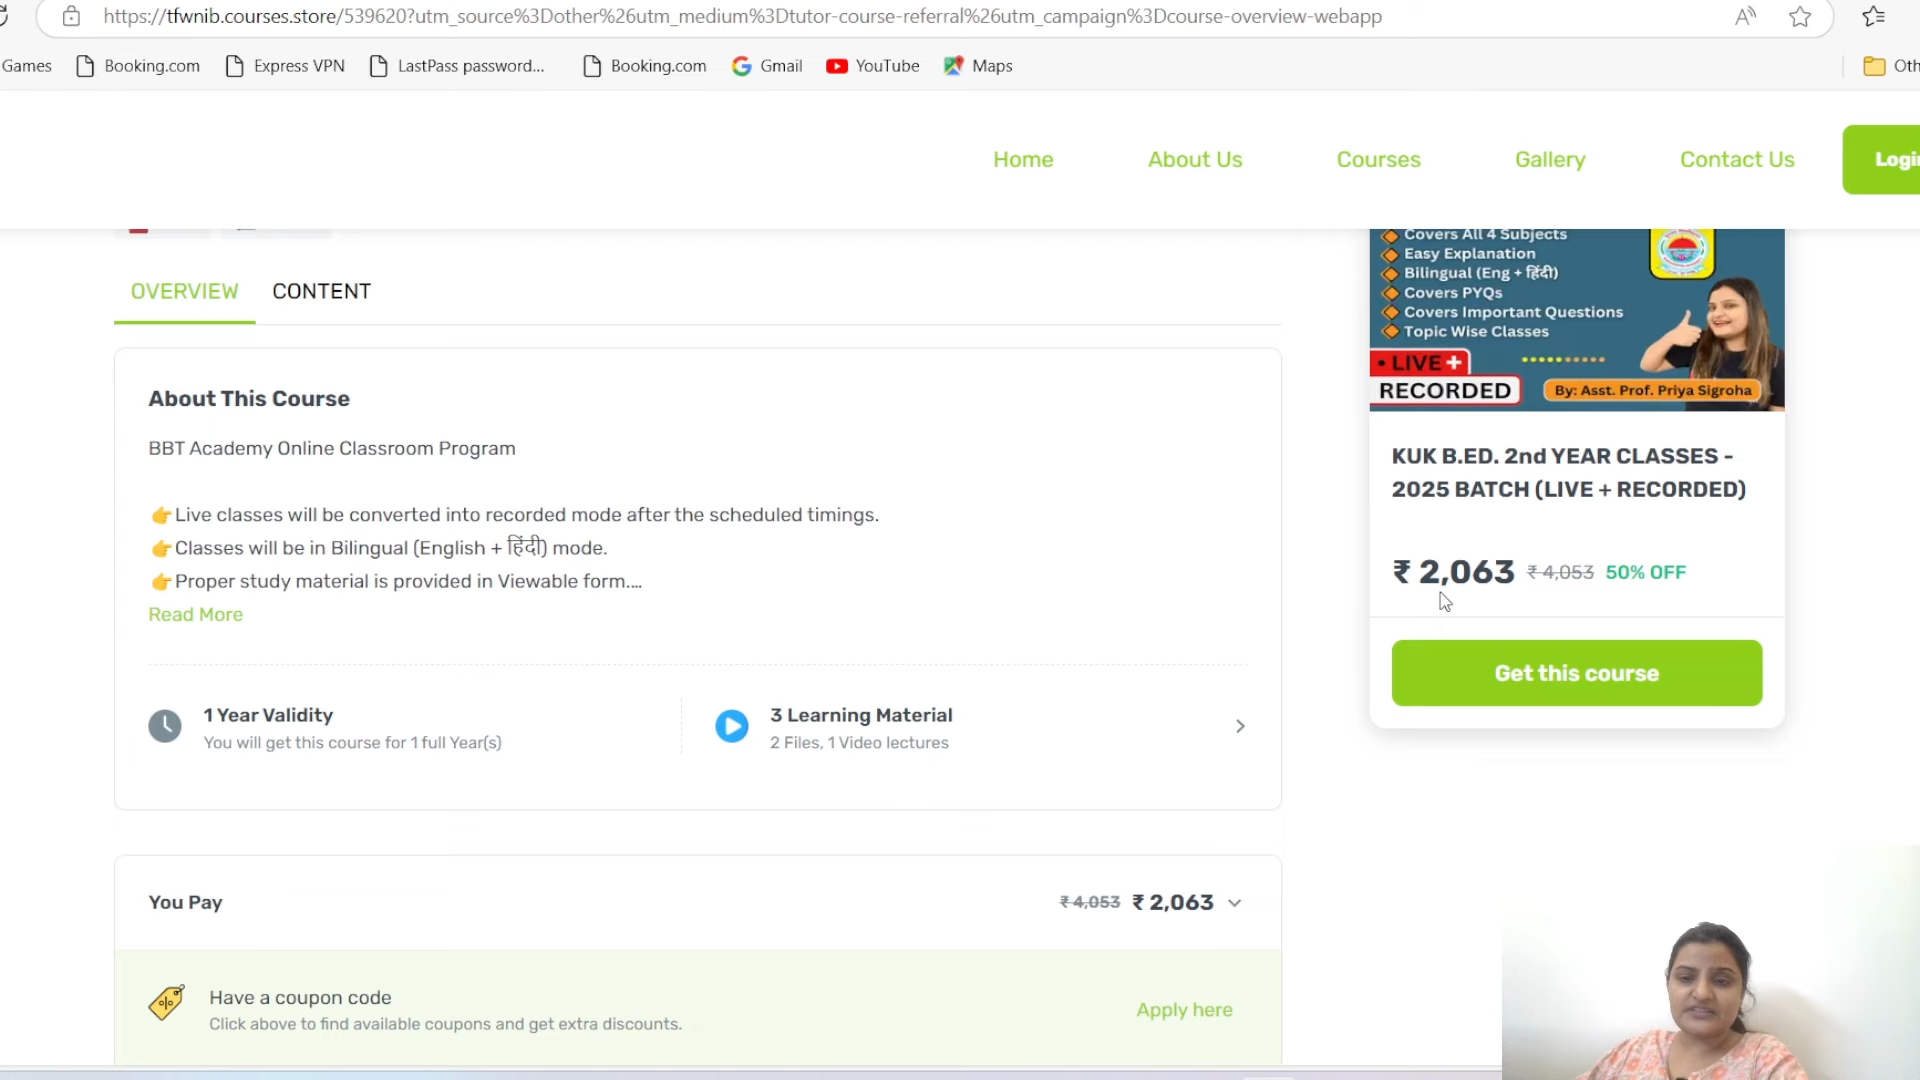 https://tfwnib.courses.store/539620?utm_source%3Dother%26utm_medium%3Dtutor-course-referral%26utm_campaign%3Dcourse-overview-webapp
Games
Booking.com
Express VPN
LastPass password...
Booking.com
Gmail
YouTube
Maps
Oth
Home
About Us
Courses
Gallery
Contact Us
Login
OVERVIEW
CONTENT
About This Course
BBT Academy Online Classroom Program
👉Live classes will be converted into recorded mode after the scheduled timings.
👉Classes will be in Bilingual (English + हिंदी) mode.
👉Proper study material is provided in Viewable form....
Read More
1 Year Validity
You will get this course for 1 full Year(s)
3 Learning Material
2 Files, 1 Video lectures
You Pay
₹ 4,053 ₹ 2,063
Have a coupon code
Click above to find available coupons and get extra discounts.
Apply here
Covers All 4 Subjects
Easy Explanation
Bilingual (Eng + हिंदी)
Covers PYQs
Covers Important Questions
Topic Wise Classes
• LIVE +
RECORDED
By: Asst. Prof. Priya Sigroha
KUK B.ED. 2nd YEAR CLASSES -
2025 BATCH (LIVE + RECORDED)
₹ 2,063 ₹ 4,053 50% OFF
Get this course